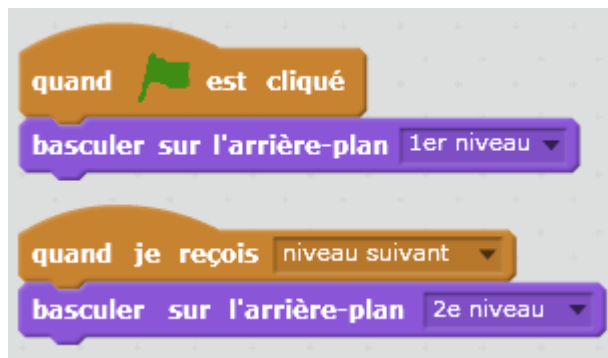 quand est cliqué
basculer sur l'arrière-plan 1er niveau
quand je reçois niveau suivant
basculer sur l'arrière-plan 2e niveau